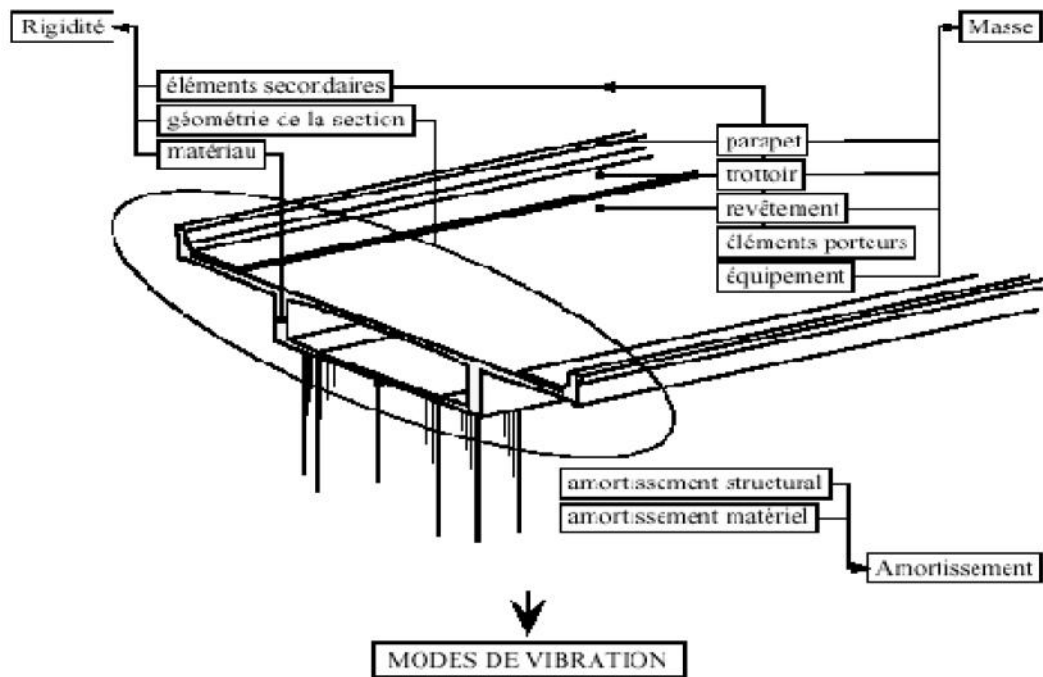 Rigidité
Masse
éléments secondaires
géométrie de la section
matériau
parapet
trottoir
revêtement
éléments porteurs
équipement
amortissement structural
amortissement matériel
Amortissement
MODES DE VIBRATION